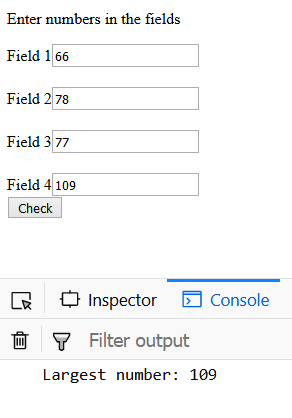 Enter numbers in the fields
Field 1 66
Field 2 78
Field 3 77
Field 4 109
Check
Inspector Console
Filter output
Largest number: 109